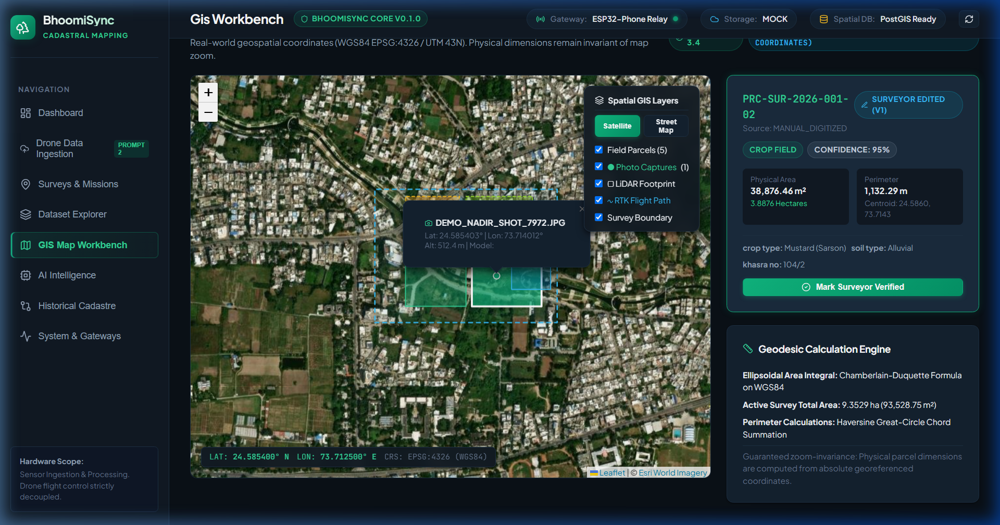 BhoomiSync
CADASTRAL MAPPING
NAVIGATION
Dashboard
Drone Data
Ingestion
PROMPT
2
Surveys & Missions
Dataset Explorer
GIS Map Workbench
AI Intelligence
Historical Cadastre
System & Gateways
Hardware Scope:
Sensor Ingestion & Processing.
Drone flight control strictly
decoupled.
Gis Workbench
BHOOMISYNC CORE V0.1.0
Gateway: ESP32-Phone Relay
Storage: MOCK
Spatial DB: PostGIS Ready
Real-world geospatial coordinates (WGS84 EPSG:4326 / UTM 43N). Physical dimensions remain invariant of map
zoom.
3.4
COORDINATES)
+
−
Spatial GIS Layers
Satellite
Street
Map
Field Parcels (5)
Photo Captures (1)
LiDAR Footprint
RTK Flight Path
Survey Boundary
×
DEMO_NADIR_SHOT_7972.JPG
Lat: 24.585403° | Lon: 73.714012°
Alt: 512.4 m | Model:
LAT: 24.585400° N LON: 73.712500° E CRS: EPSG:4326 (WGS84)
Leaflet | © Esri World Imagery
PRC-SUR-2026-001-
02
SURVEYOR EDITED
(V1)
Source: MANUAL_DIGITIZED
CROP FIELD
CONFIDENCE: 95%
Physical Area
38,876.46 m²
3.8876 Hectares
Perimeter
1,132.29 m
Centroid: 24.5860,
73.7143
crop type: Mustard (Sarson) soil type: Alluvial
khasra no: 104/2
Mark Surveyor Verified
Geodesic Calculation Engine
Ellipsoidal Area Integral: Chamberlain-Duquette Formula
on WGS84
Active Survey Total Area: 9.3529 ha (93,528.75 m²)
Perimeter Calculations: Haversine Great-Circle Chord
Summation
Guaranteed zoom-invariance: Physical parcel dimensions
are computed from absolute georeferenced
coordinates.